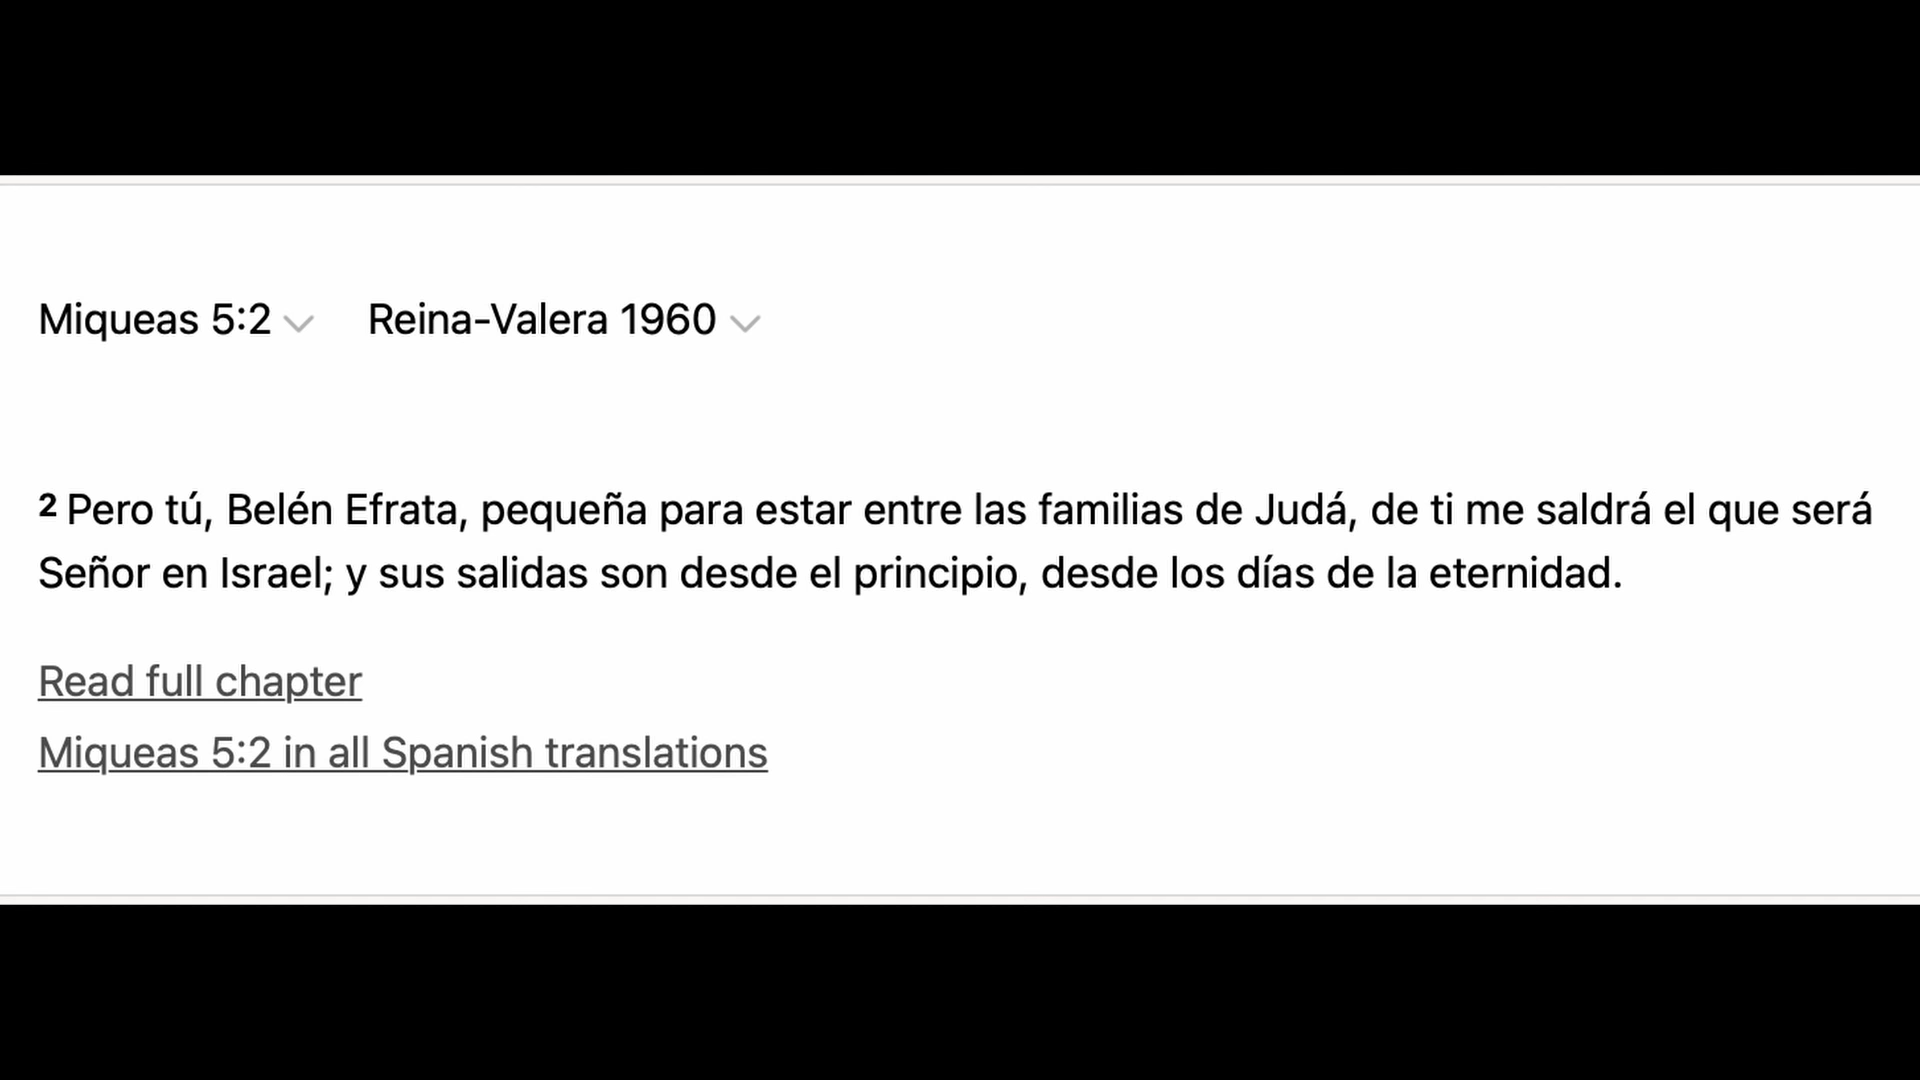 Miqueas 5:2 Reina-Valera 1960
2 Pero tú, Belén Efrata, pequeña para estar entre las familias de Judá, de ti me saldrá el que será
Señor en Israel; y sus salidas son desde el principio, desde los días de la eternidad.
Read full chapter
Miqueas 5:2 in all Spanish translations